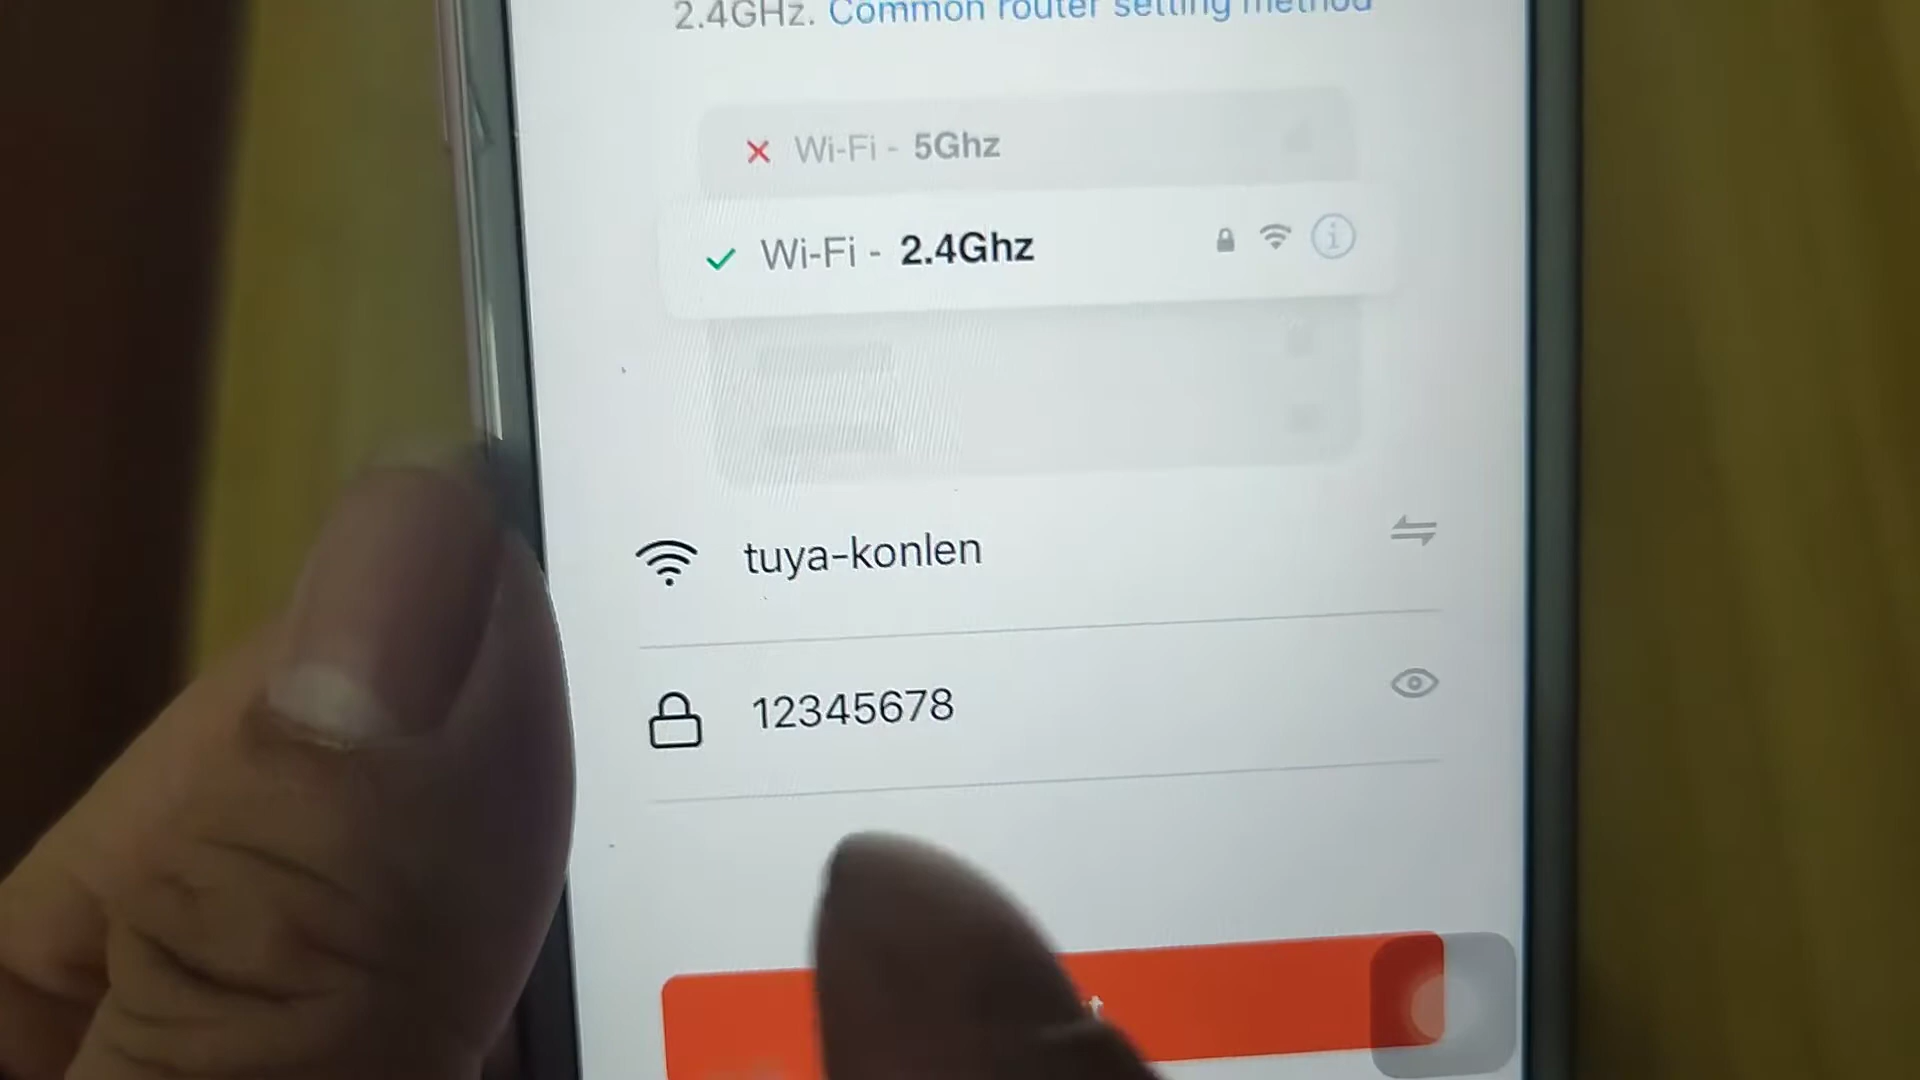 2.4GHz. Common router setting method
Wi-Fi - 5Ghz
Wi-Fi - 2.4Ghz
tuya-konlen
12345678